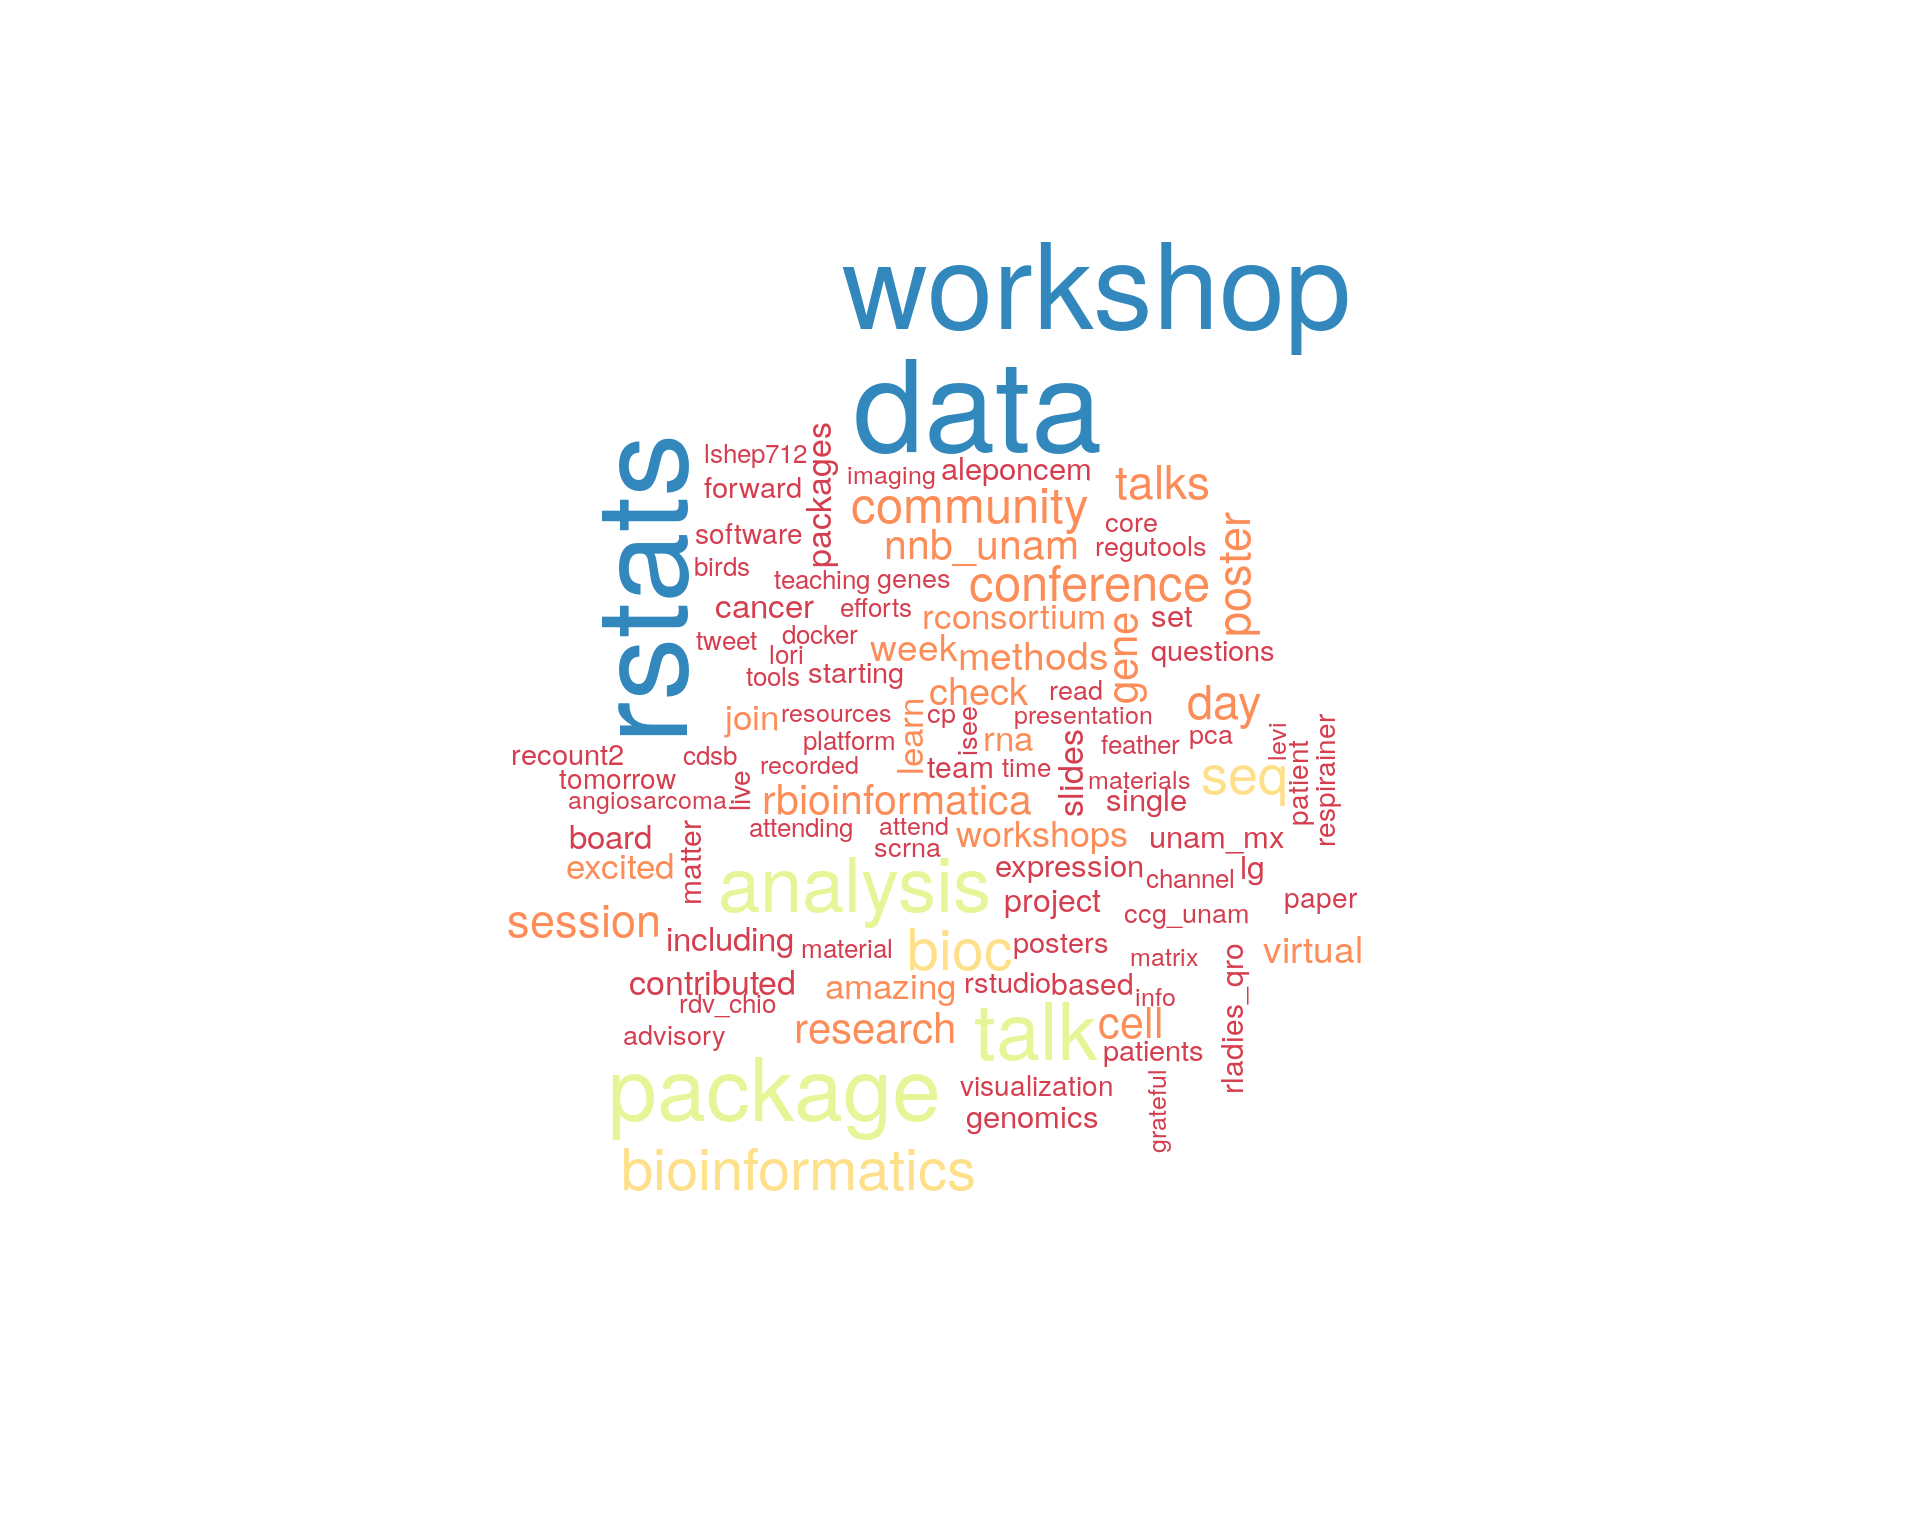 workshop
data
rstats
lshep712
packages
imaging
aleponcem
talks
forward
community
core
software
nnb_unam
regutools
poster
birds
teaching
genes
conference
cancer
efforts
rconsortium
gene
set
tweet
docker
lori
week
methods
questions
tools
starting
check
read
day
join
resources
learn
cp
isee
presentation
rna
slides
feather
pca
levi
patient
respirainer
recount2
cdsb
platform
tomorrow
recorded
team
time
materials
seq
angiosarcoma
live
rbioinformatica
single
board
matter
attending
attend
workshops
unam_mx
scrna
excited
analysis
expression
channel
lg
project
paper
session
ccg_unam
including
material
bioc
posters
matrix
virtual
contributed
rdv_chio
amazing
rstudio
based
info
rladies_qro
advisory
research
talk
cell
patients
package
visualization
grateful
genomics
bioinformatics